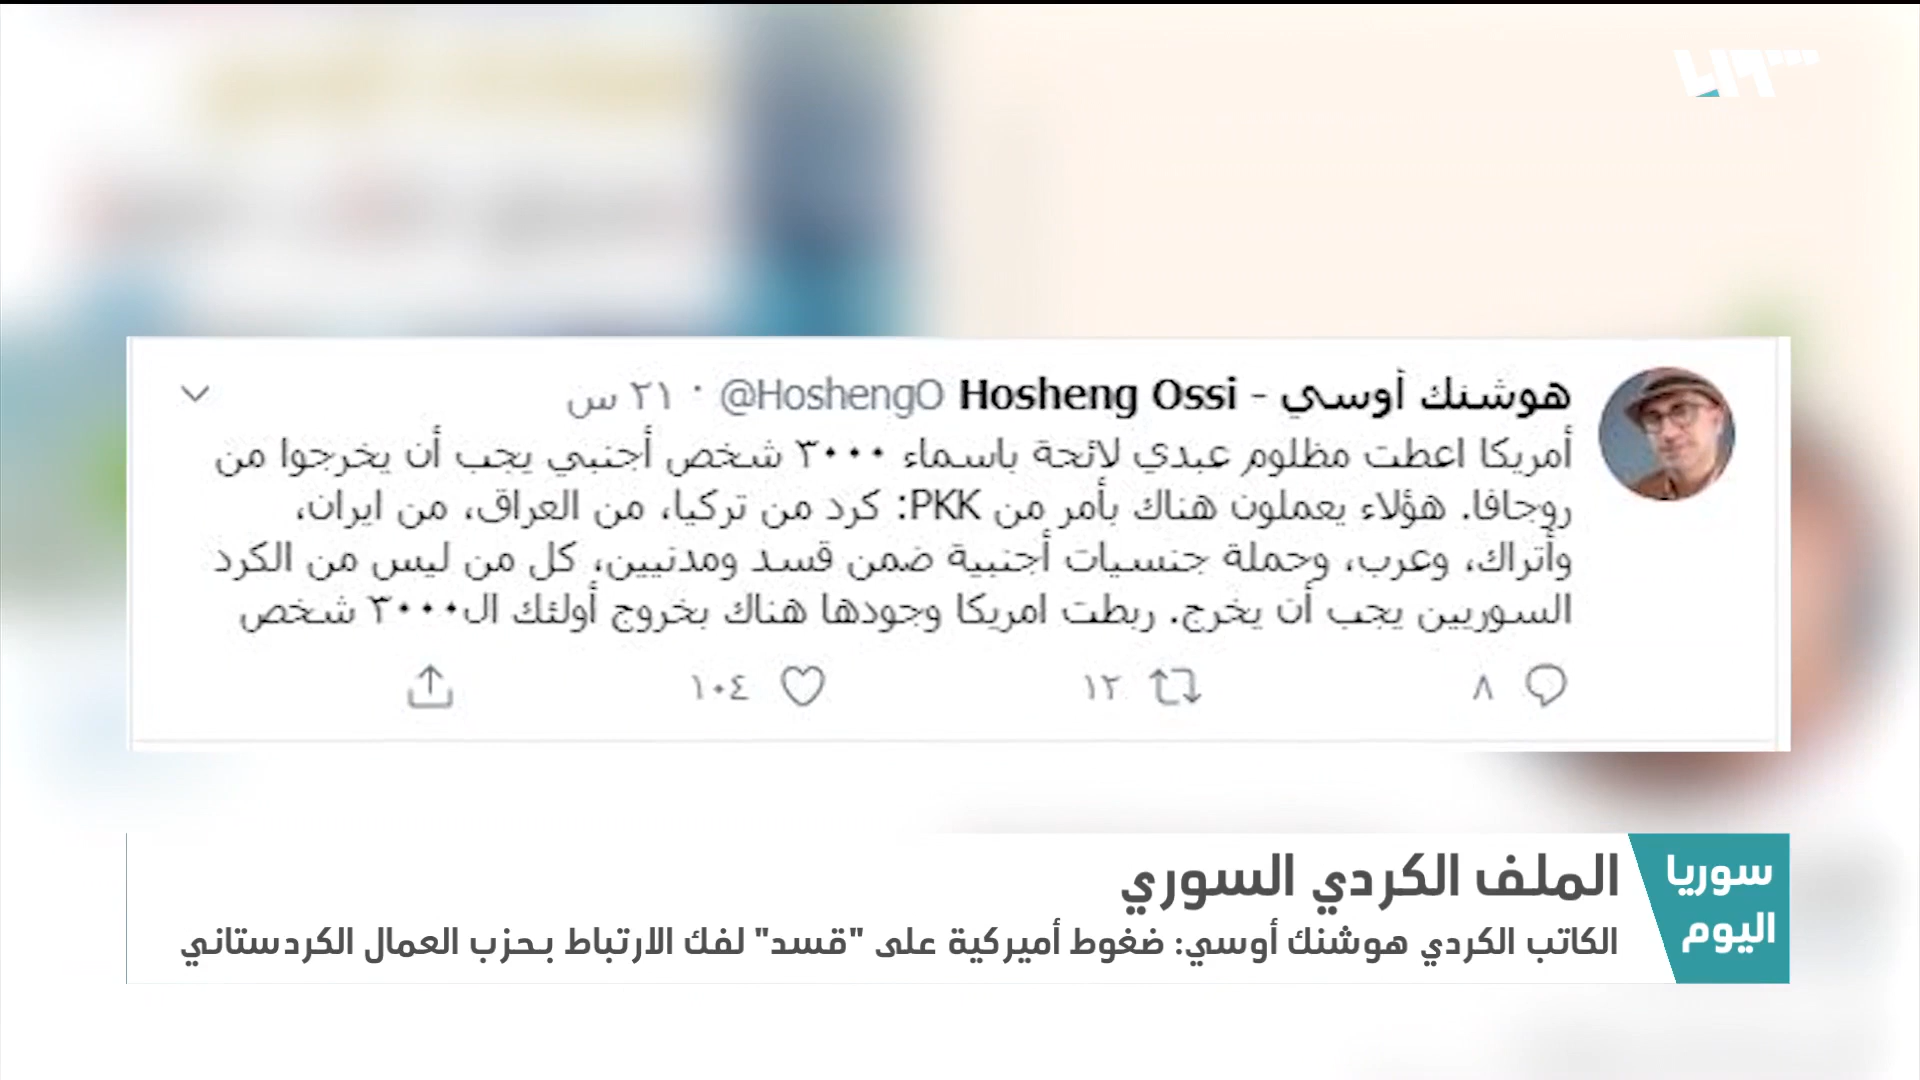 هوشنك أوسي - Hosheng Ossi @HoshengO · ٢١ س
أمريكا اعطت مظلوم عبدي لائحة باسماء ٣٠٠٠ شخص أجنبي يجب أن يخرجوا من
روجافا. هؤلاء يعملون هناك بأمر من PKK: كرد من تركيا، من العراق، من ايران،
وأتراك، وعرب، وحملة جنسيات أجنبية ضمن قسد ومدنيين، كل من ليس من الكرد
السوريين يجب أن يخرج. ربطت امريكا وجودها هناك بخروج أولئك ال٣٠٠٠ شخص
٨ ١٢ ١٠٤
سوريا
اليوم
الملف الكردي السوري
الكاتب الكردي هوشنك أوسي: ضغوط أميركية على "قسد" لفك الارتباط بحزب العمال الكردستاني